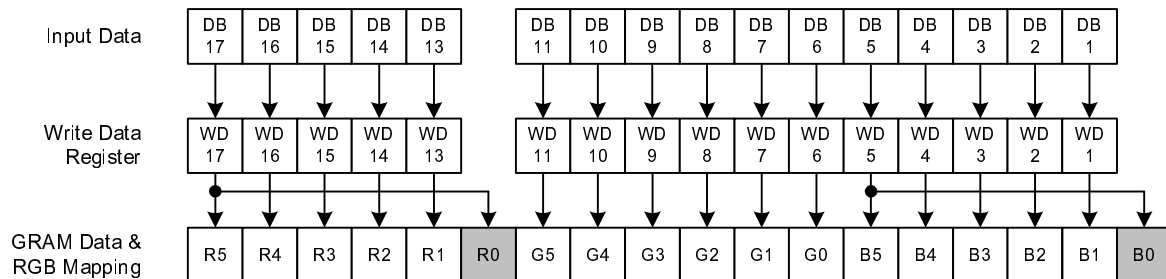 Input Data DB 17 DB 16 DB 15 DB 14 DB 13 DB 11 DB 10 DB 9 DB 8 DB 7 DB 6 DB 5 DB 4 DB 3 DB 2 DB 1
Write Data Register WD 17 WD 16 WD 15 WD 14 WD 13 WD 11 WD 10 WD 9 WD 8 WD 7 WD 6 WD 5 WD 4 WD 3 WD 2 WD 1
GRAM Data & RGB Mapping R5 R4 R3 R2 R1 R0 G5 G4 G3 G2 G1 G0 B5 B4 B3 B2 B1 B0